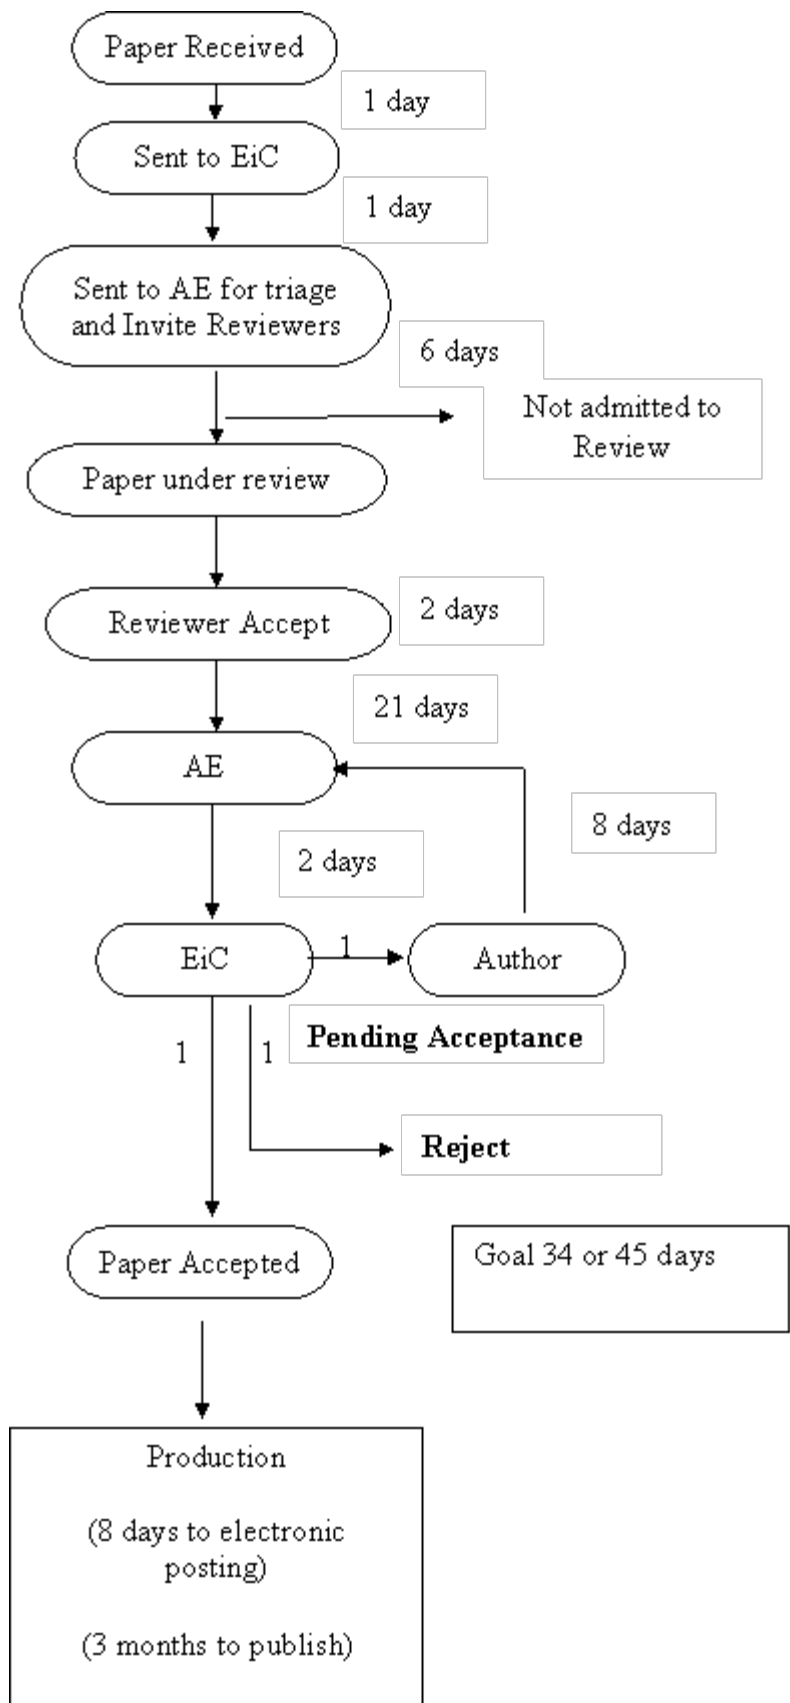 Paper Received
1 day
Sent to EiC
1 day
Sent to AE for triage
and Invite Reviewers
6 days
Not admitted to
Review
Paper under review
Reviewer Accept
2 days
21 days
AE
8 days
2 days
EiC
1
Author
Pending Acceptance
1
1
Reject
Paper Accepted
Goal 34 or 45 days
Production
(8 days to electronic
posting)
(3 months to publish)